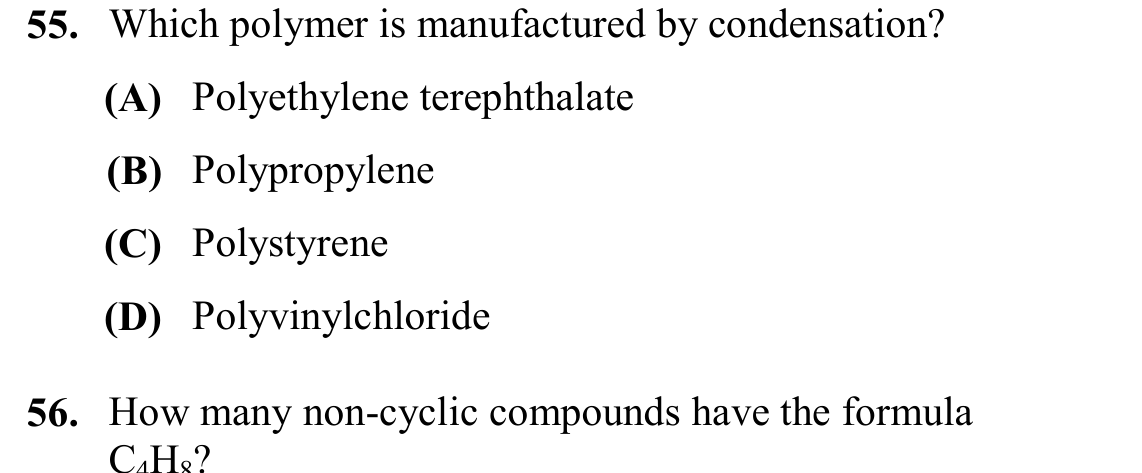 55. Which polymer is manufactured by condensation?
(A) Polyethylene terephthalate
(B) Polypropylene
(C) Polystyrene
(D) Polyvinylchloride
56. How many non-cyclic compounds have the formula
C₄H₈?